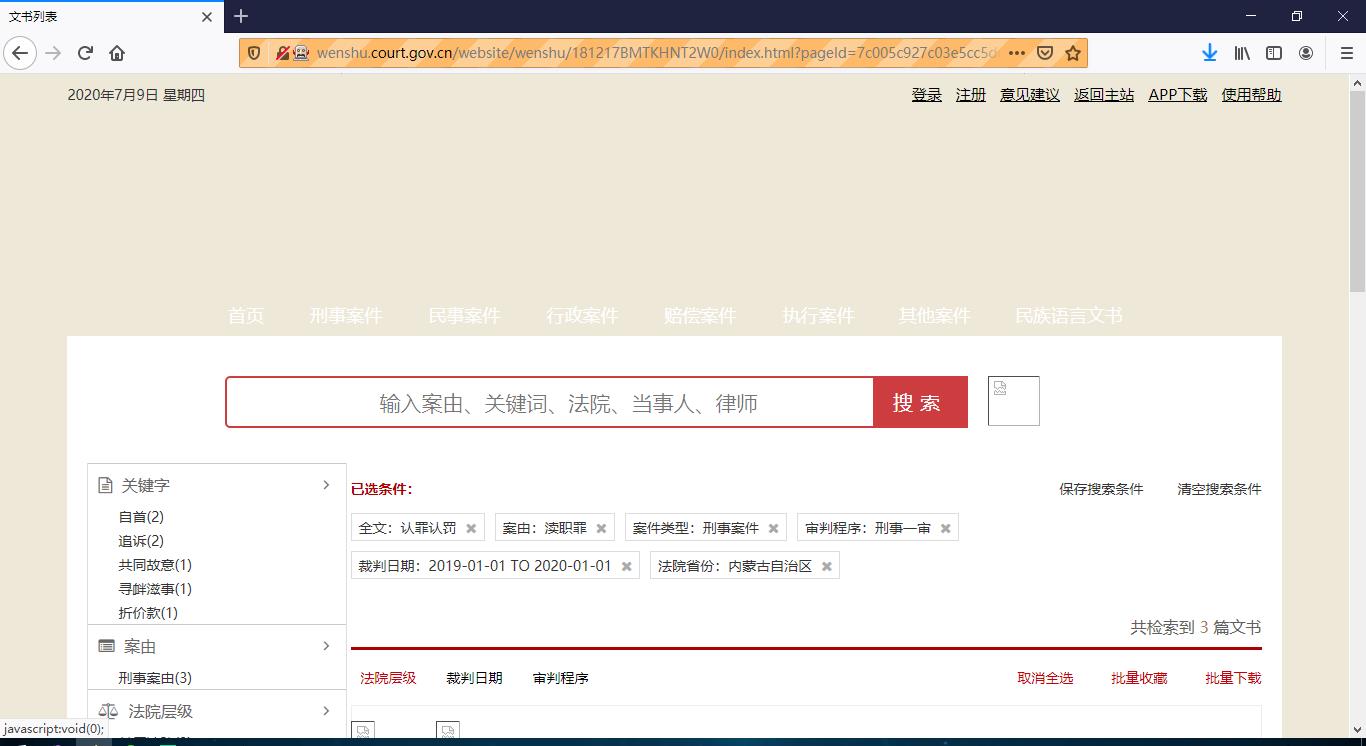 文书列表
wenshu.court.gov.cn/website/wenshu/181217BMTKHNT2W0/index.html?pageId=7c005c927c03e5cc5d
2020年7月9日 星期四 登录 注册 意见建议 返回主站 APP下载 使用帮助
首页 刑事案件 民事案件 行政案件 赔偿案件 执行案件 其他案件 民族语言文书
输入案由、关键词、法院、当事人、律师 搜 索
关键字
自首(2)
追诉(2)
共同故意(1)
寻衅滋事(1)
折价款(1)
案由
刑事案由(3)
法院层级
已选条件： 保存搜索条件 清空搜索条件
全文：认罪认罚 案由：渎职罪 案件类型：刑事案件 审判程序：刑事一审
裁判日期：2019-01-01 TO 2020-01-01 法院省份：内蒙古自治区
共检索到 3 篇文书
法院层级 裁判日期 审判程序 取消全选 批量收藏 批量下载
javascript:void(0);